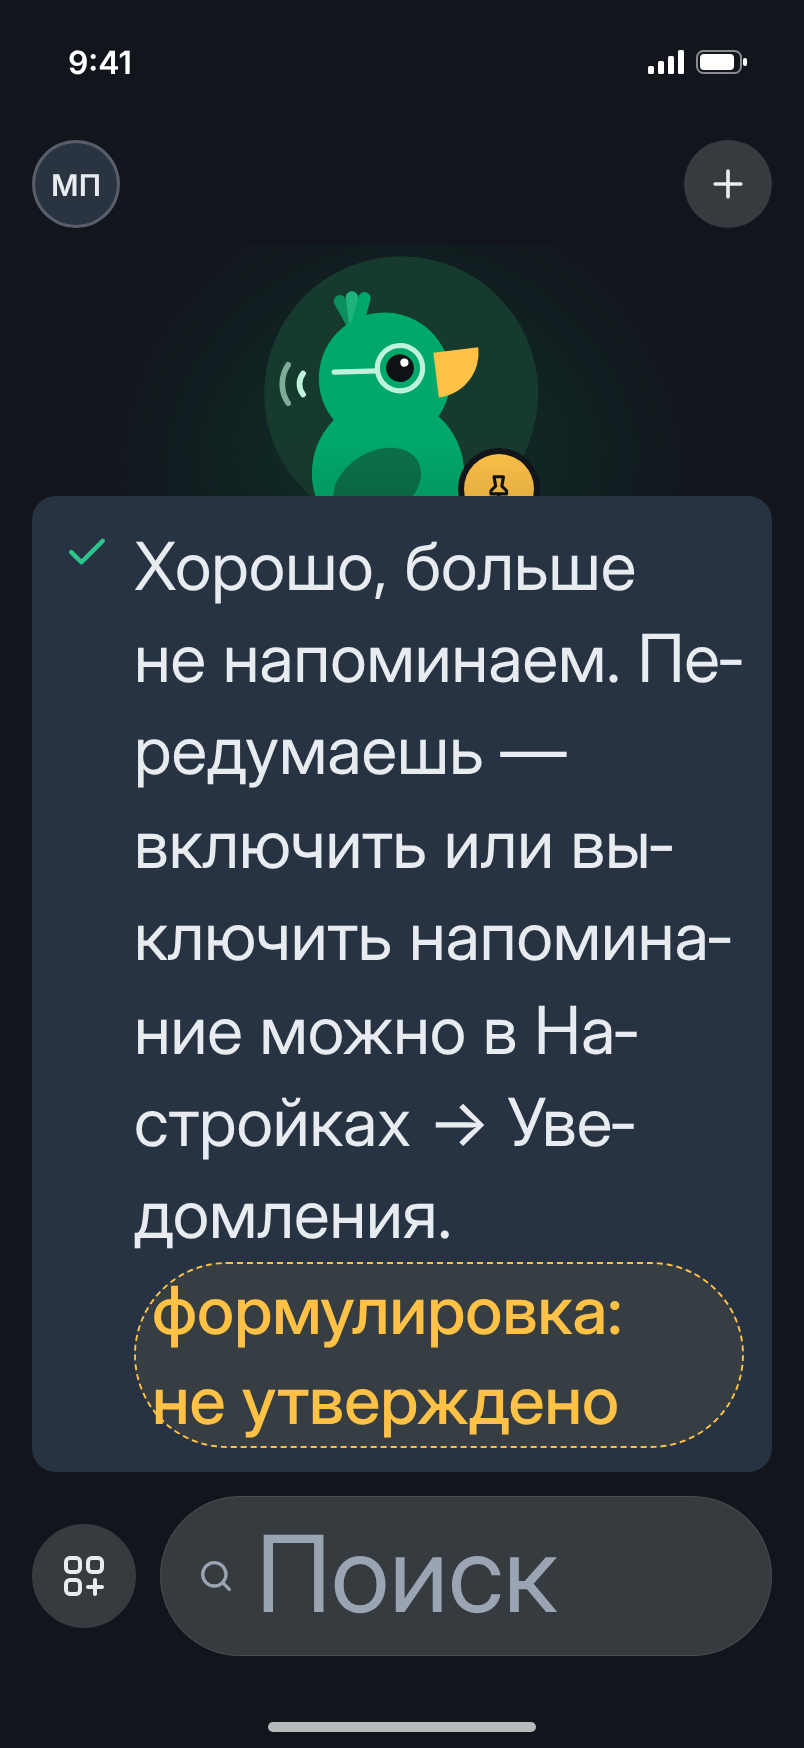 9:41
МП
Хорошо, больше
не напоминаем. Пе-
редумаешь —
включить или вы-
ключить напомина-
ние можно в На-
стройках → Уве-
домления.
формулировка:
не утверждено
Поиск